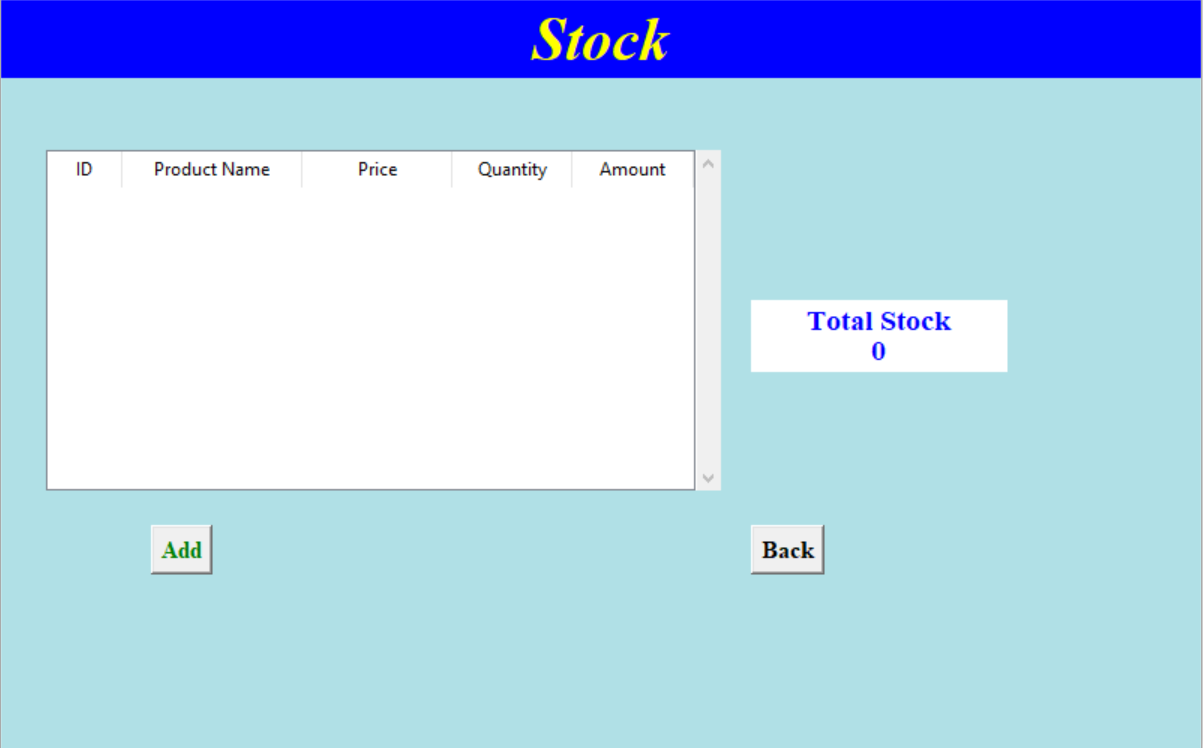 Stock
ID Product Name Price Quantity Amount
Total Stock
0
Add Back